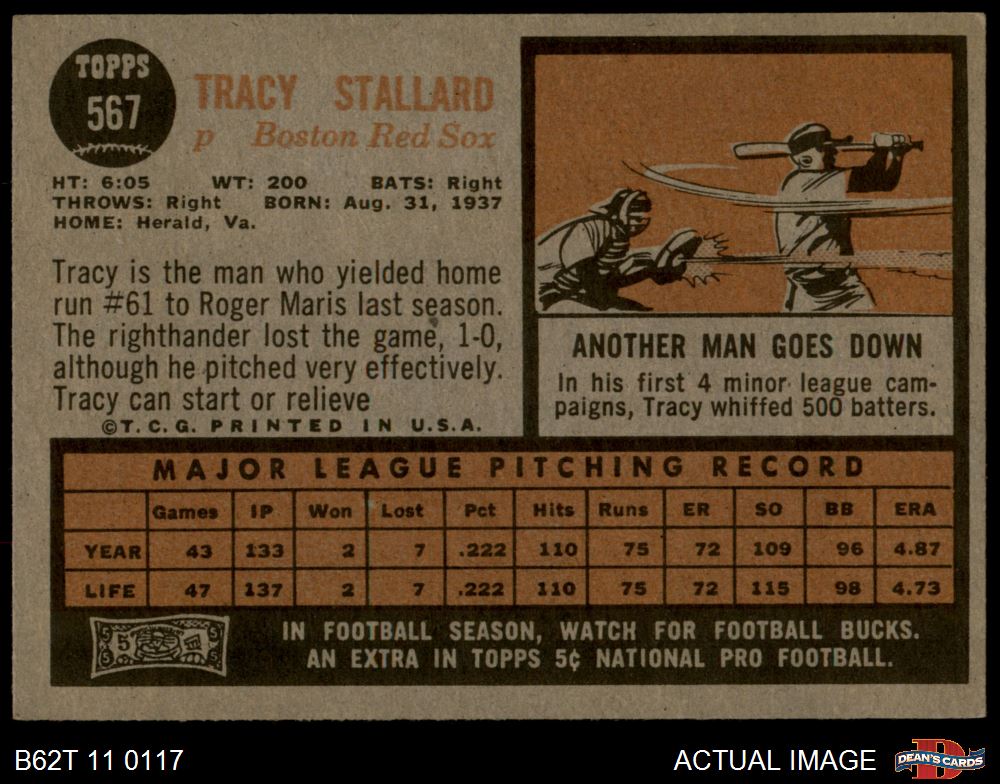 TOPPS
567
TRACY STALLARD
p Boston Red Sox
HT: 6:05 WT: 200 BATS: Right
THROWS: Right BORN: Aug. 31, 1937
HOME: Herald, Va.
Tracy is the man who yielded home
run #61 to Roger Maris last season.
The righthander lost the game, 1-0,
although he pitched very effectively.
Tracy can start or relieve
©T.C.G. PRINTED IN U.S.A.
ANOTHER MAN GOES DOWN
In his first 4 minor league cam-
paigns, Tracy whiffed 500 batters.
MAJOR LEAGUE PITCHING RECORD
Games IP Won Lost Pct Hits Runs ER SO BB ERA
YEAR 43 133 2 7 .222 110 75 72 109 96 4.87
LIFE 47 137 2 7 .222 110 75 72 115 98 4.73
5 5 5 5 5
IN FOOTBALL SEASON, WATCH FOR FOOTBALL BUCKS.
AN EXTRA IN TOPPS 5¢ NATIONAL PRO FOOTBALL.
B62T 11 0117
ACTUAL IMAGE
DEAN'S CARDS